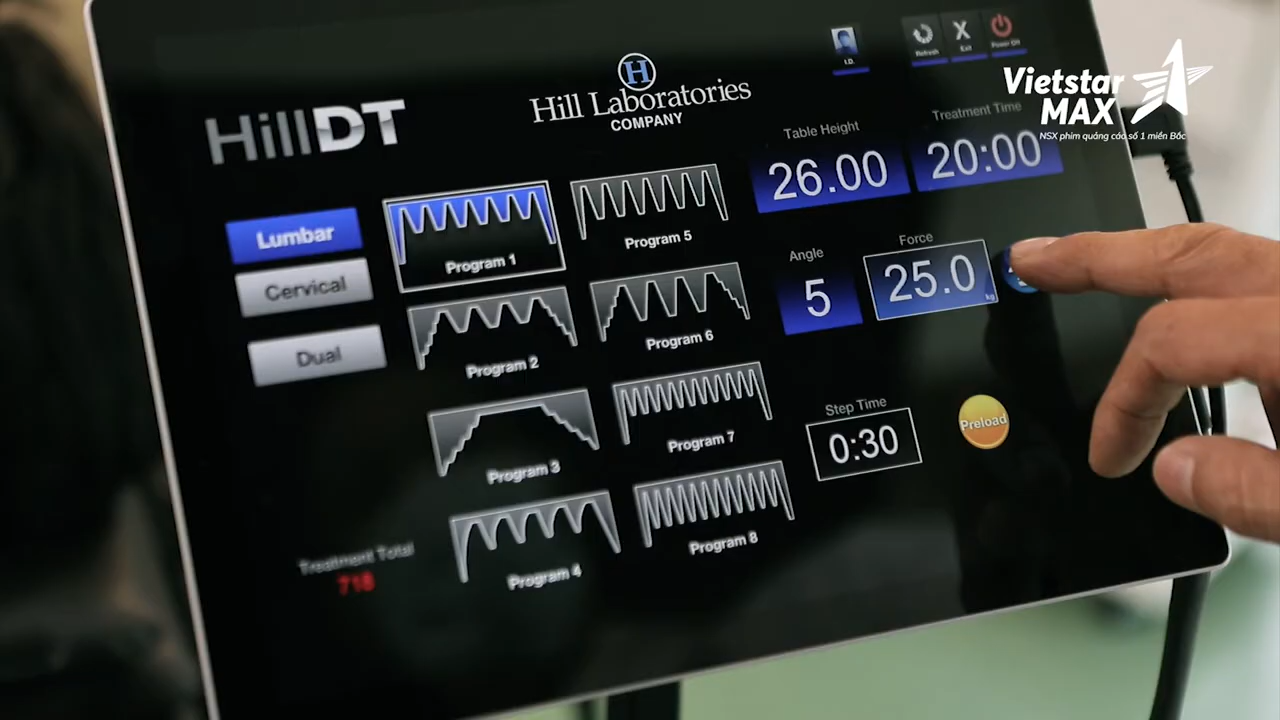 HillDT
H
Hill Laboratories
COMPANY
I.D.
Refresh
X
Exit
Power Off
Vietstar
MAX
NSX phim quảng cáo số 1 miền Bắc
Table Height
26.00
Treatment Time
20:00
Lumbar
Cervical
Dual
Program 1
Program 5
Program 2
Program 6
Program 3
Program 7
Program 4
Program 8
Angle
5
Force
25.0
kg
Step Time
0:30
Preload
Treatment Total
718